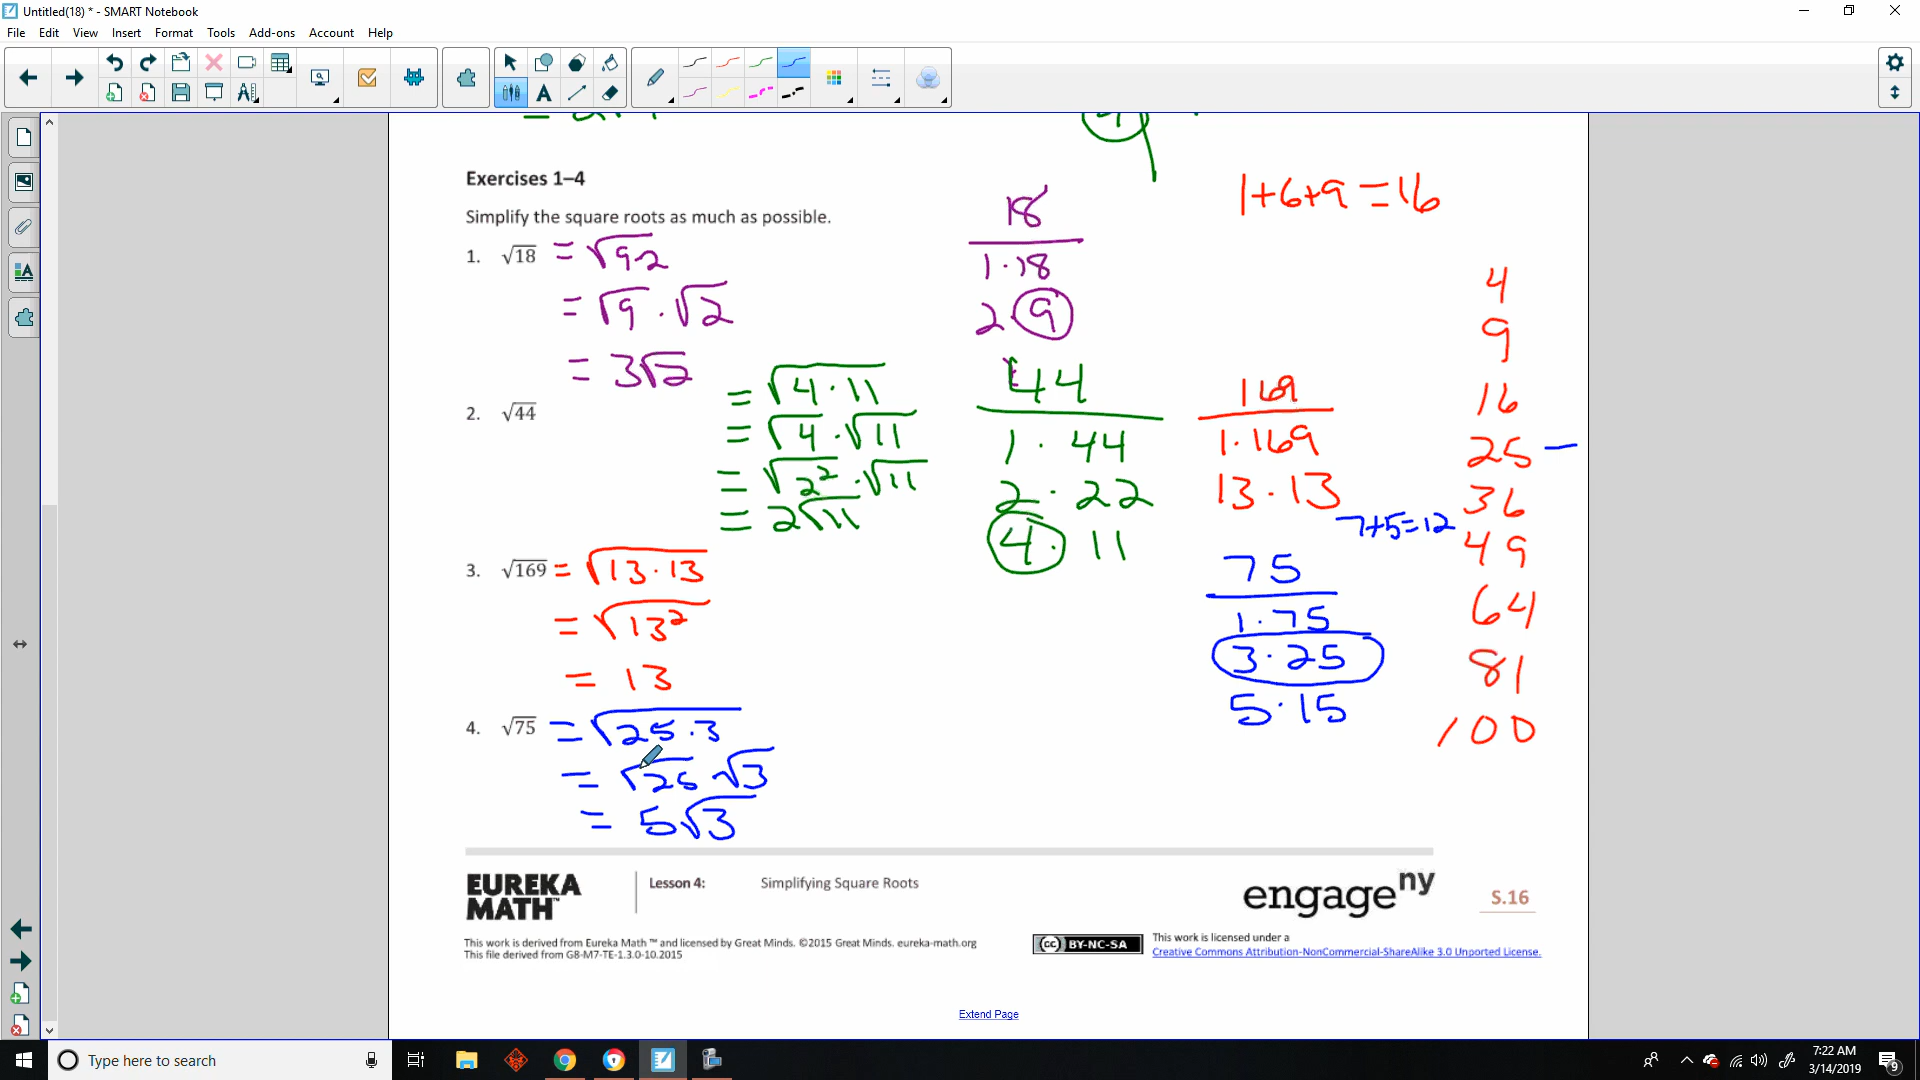 Untitled(18) * - SMART Notebook
File Edit View Insert Format Tools Add-ons Account Help
Exercises 1–4
Simplify the square roots as much as possible.
1. √18 = √9·2
= √9 · √2
= 3√2
18
1·18
2·9
1+6+9=16
2. √44
= √4·11
= √4·√11
= √2²·√11
= 2√11
44
1·44
2·22
4·11
169
1·169
13·13
4
9
16
25 –
36
49
64
81
100
7+5=12
3. √169 = √13·13
= √13²
= 13
75
1·75
3·25
5·15
4. √75 = √25·3
= √25 √3
= 5√3
EUREKA
MATH™
Lesson 4: Simplifying Square Roots
engageny
S.16
This work is derived from Eureka Math ™ and licensed by Great Minds. ©2015 Great Minds. eureka-math.org
This file derived from G8-M7-TE-1.3.0-10.2015
CC BY-NC-SA
This work is licensed under a
Creative Commons Attribution-NonCommercial-ShareAlike 3.0 Unported License.
Extend Page
Type here to search
7:22 AM
3/14/2019
9